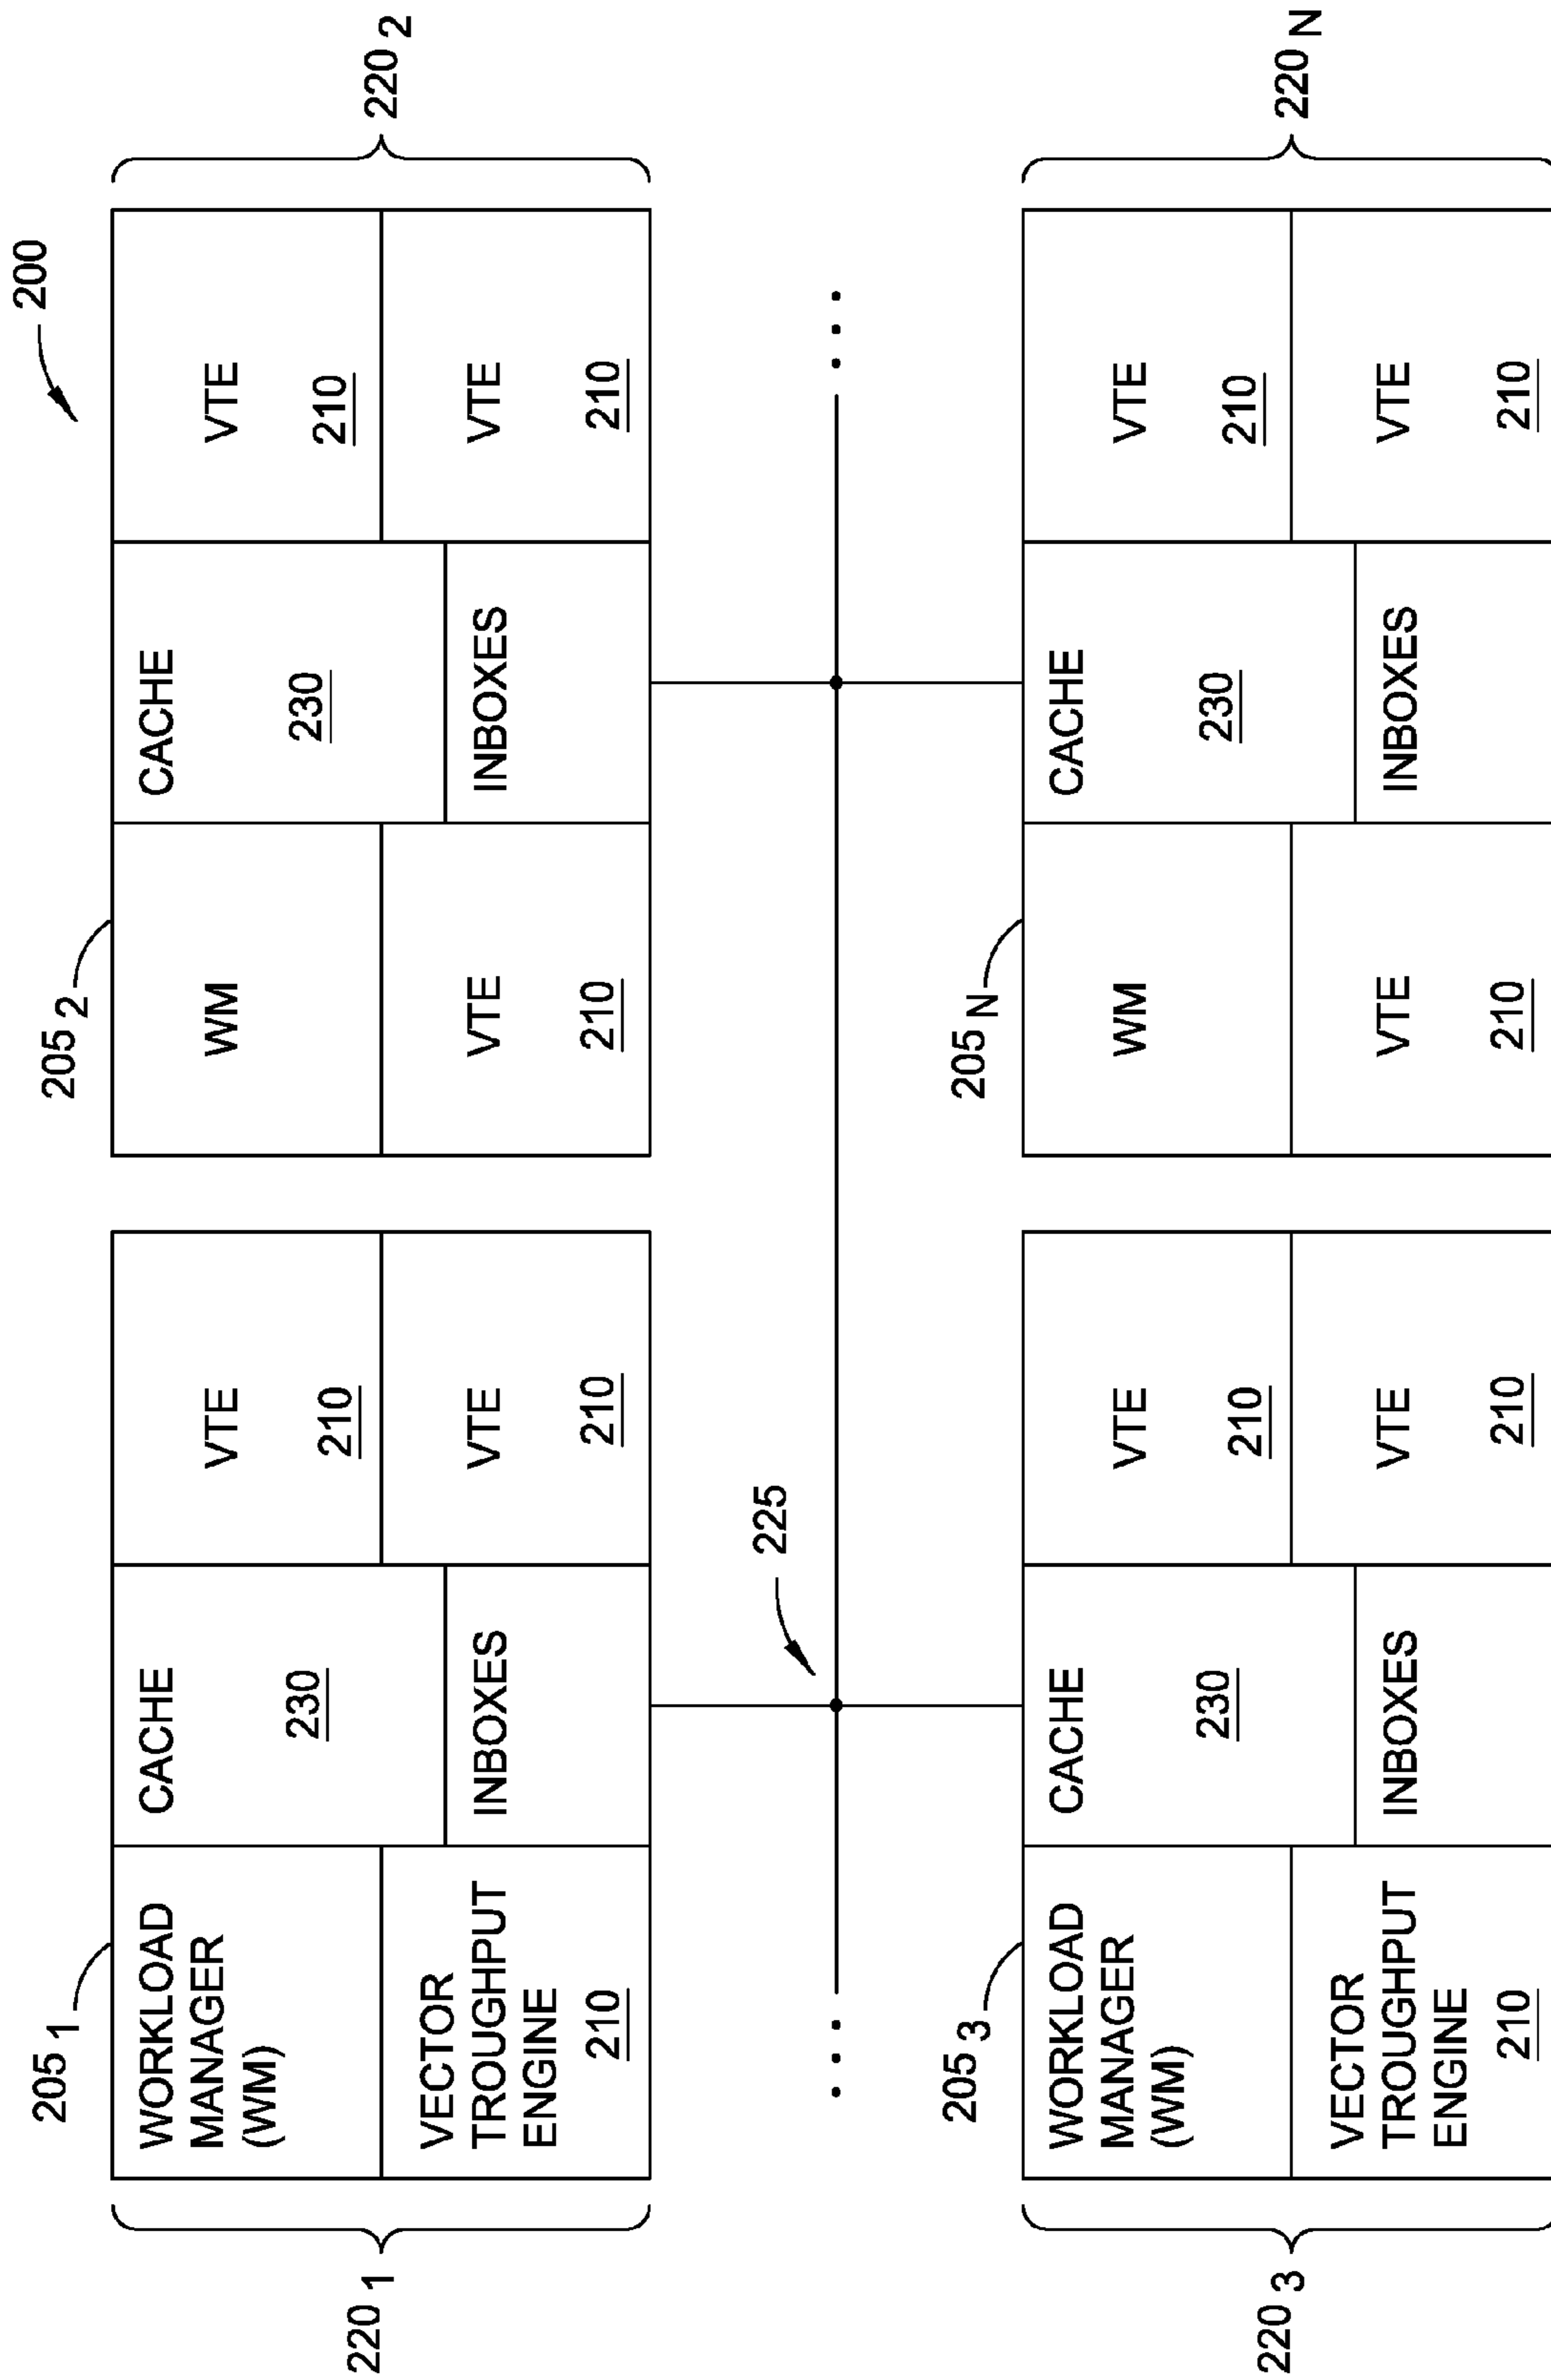 200
205 1
WORKLOAD
MANAGER
(WM)
VECTOR
TROUGHPUT
ENGINE
210
CACHE
230
INBOXES
VTE
210
VTE
210
220 1
205 2
WM
VTE
210
CACHE
230
INBOXES
VTE
210
VTE
210
220 2
225
205 3
WORKLOAD
MANAGER
(WM)
VECTOR
TROUGHPUT
ENGINE
210
CACHE
230
INBOXES
VTE
210
VTE
210
220 3
205 N
WM
VTE
210
CACHE
230
INBOXES
VTE
210
VTE
210
220 N